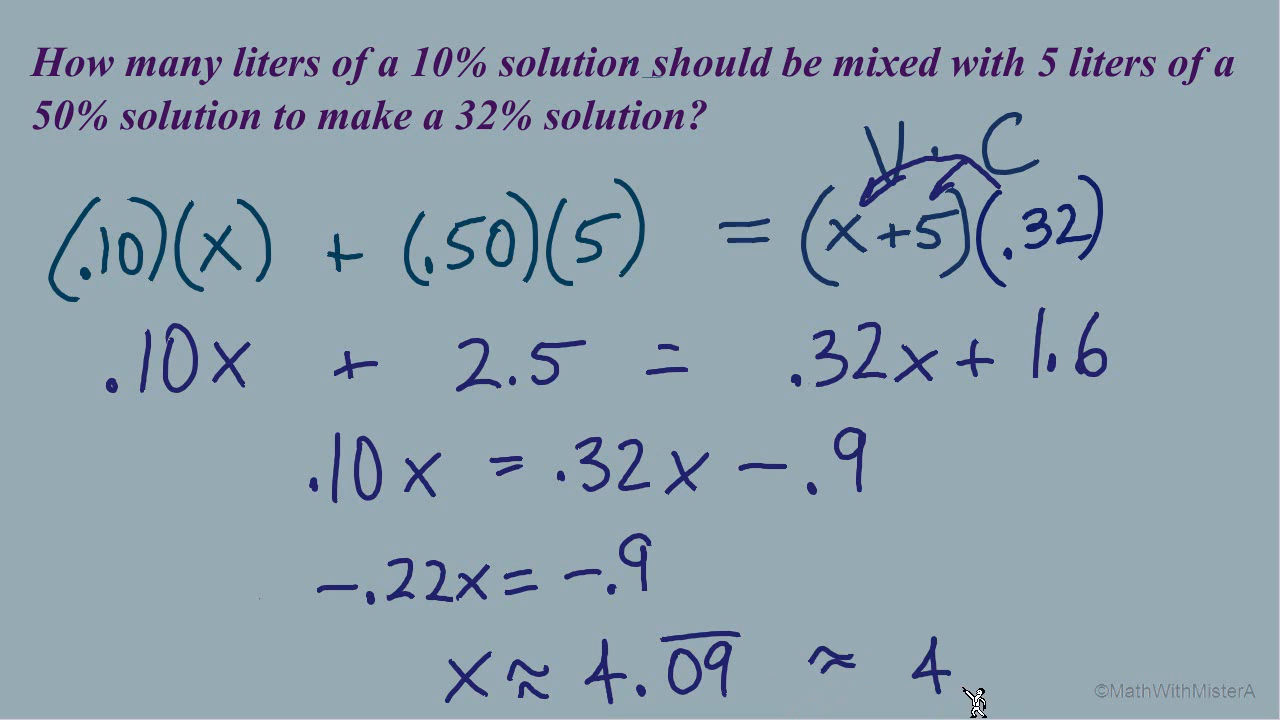 How many liters of a 10% solution should be mixed with 5 liters of a
50% solution to make a 32% solution?
V · C
(.10)(x) + (.50)(5) = (x+5)(.32)
.10x + 2.5 = .32x + 1.6
.10x = .32x - .9
-.22x = -.9
x ≈ 4.0̅9̅ ≈ 4
©MathWithMisterA